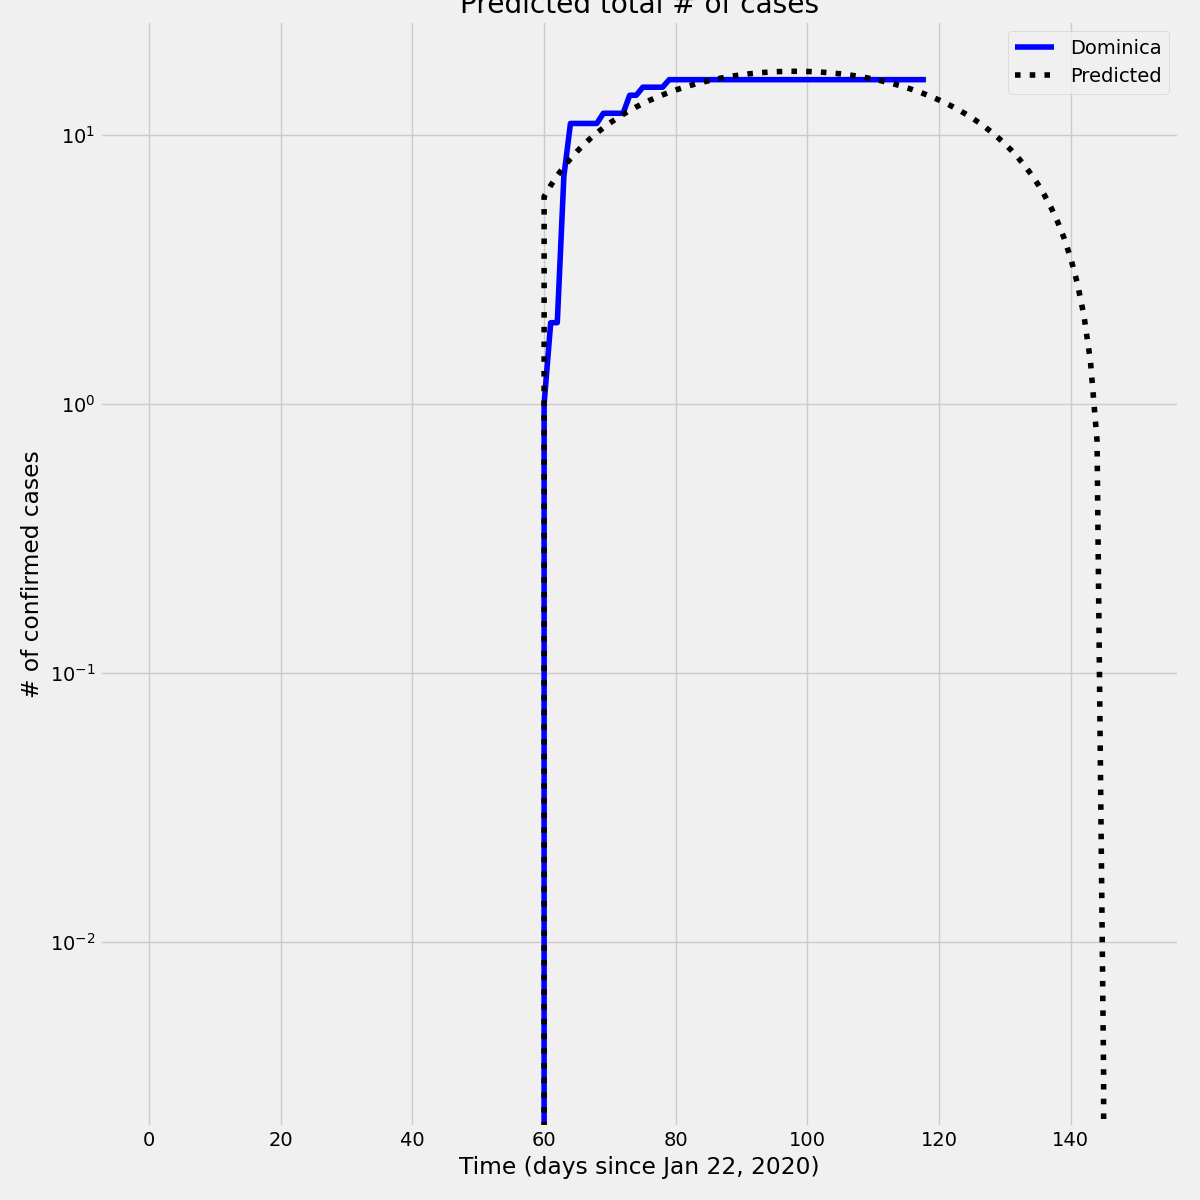 Predicted total # of cases
Dominica
Predicted
10¹
10⁰
10⁻¹
10⁻²
# of confirmed cases
0 20 40 60 80 100 120 140
Time (days since Jan 22, 2020)